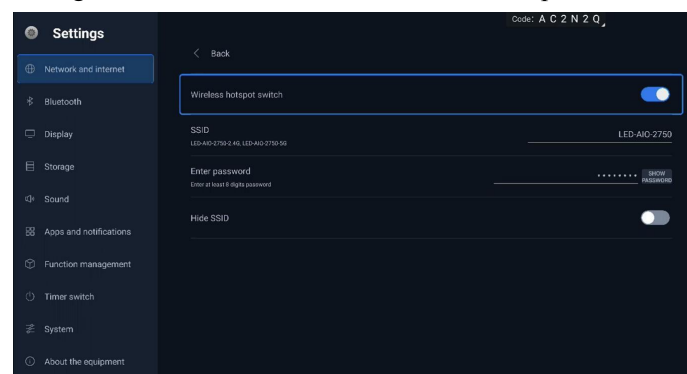 Code: A C 2 N 2 Q
Settings
Back
Network and internet
Wireless hotspot switch
Bluetooth
Display
SSID
LED-AIO-2750-2.4G, LED-AIO-2750-5G
LED-AIO-2750
Storage
Enter password
Enter at least 8 digits password
........
SHOW
PASSWORD
Sound
Hide SSID
Apps and notifications
Function management
Timer switch
System
About the equipment